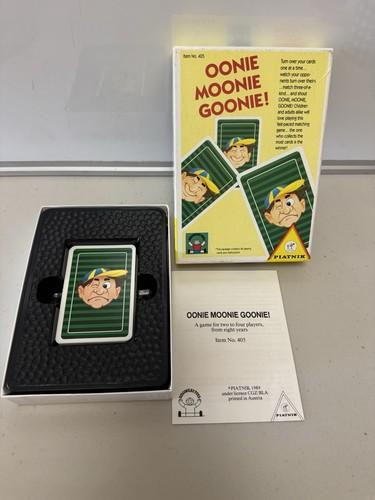 Item No. 405
OONIE
MOONIE
GOONIE!
Turn over your cards
one at a time...
watch your oppo-
nents turn over theirs
...match three-of-a-
kind... and shout
OONIE, MOONIE,
GOONIE! Children
and adults alike will
love playing this
fast-paced matching
game ... the one
who collects the
most cards is the
winner!
PIATNIK
OONIE MOONIE GOONIE!
A game for two to four players,
from eight years
Item No. 405
© PIATNIK 1989
under licence CGZ/BLA
printed in Austria
PIATNIK